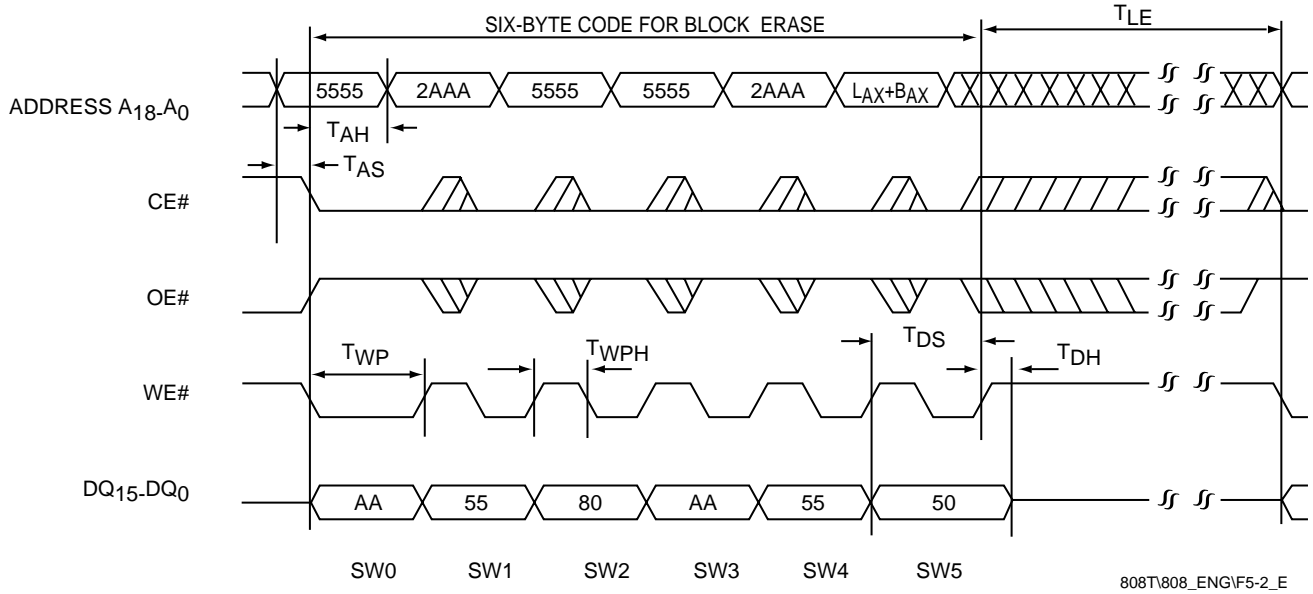 SIX-BYTE CODE FOR BLOCK ERASE
TLE
ADDRESS A18-A0
5555 2AAA 5555 5555 2AAA LAX+BAX
TAH
TAS
CE#
OE#
TWP TWPH TDS TDH
WE#
DQ15-DQ0
AA 55 80 AA 55 50
SW0 SW1 SW2 SW3 SW4 SW5
808T\808_ENG\F5-2_E